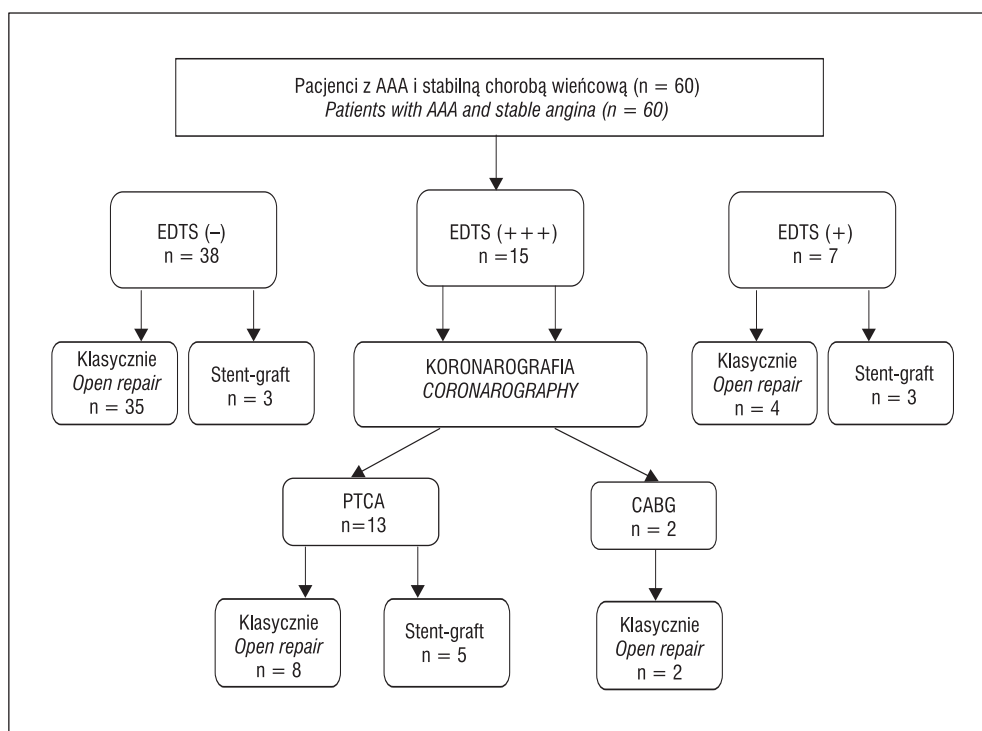 Pacjenci z AAA i stabilną chorobą wieńcową (n = 60)
Patients with AAA and stable angina (n = 60)
EDTS (–)
n = 38
EDTS (+++)
n =15
EDTS (+)
n = 7
Klasycznie
Open repair
n = 35
Stent-graft
n = 3
KORONAROGRAFIA
CORONAROGRAPHY
Klasycznie
Open repair
n = 4
Stent-graft
n = 3
PTCA
n=13
CABG
n = 2
Klasycznie
Open repair
n = 8
Stent-graft
n = 5
Klasycznie
Open repair
n = 2